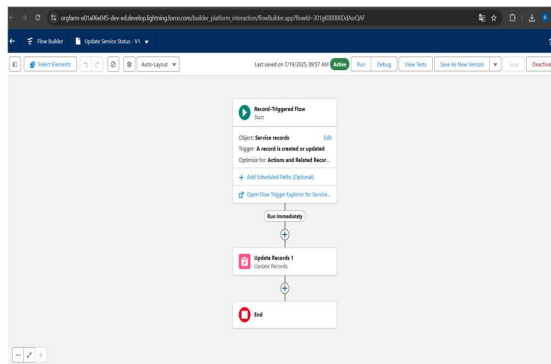 orgfarm-e01a06e045-dev-ed.develop.lightning.force.com/builder_platform_interaction/flowBuilder.app?flowId=301gK00000OdAsrQAF
Flow Builder Update Service Status - V1
Select Elements Auto-Layout Last saved on 7/19/2025, 09:57 AM Active Run Debug View Tests Save As New Version Save Deactivat
Record-Triggered Flow
Start
Object: Service records Edit
Trigger: A record is created or updated
Optimize for: Actions and Related Recor...
+ Add Scheduled Paths (Optional)
Open Flow Trigger Explorer for Service...
Run Immediately
Update Records 1
Update Records
End